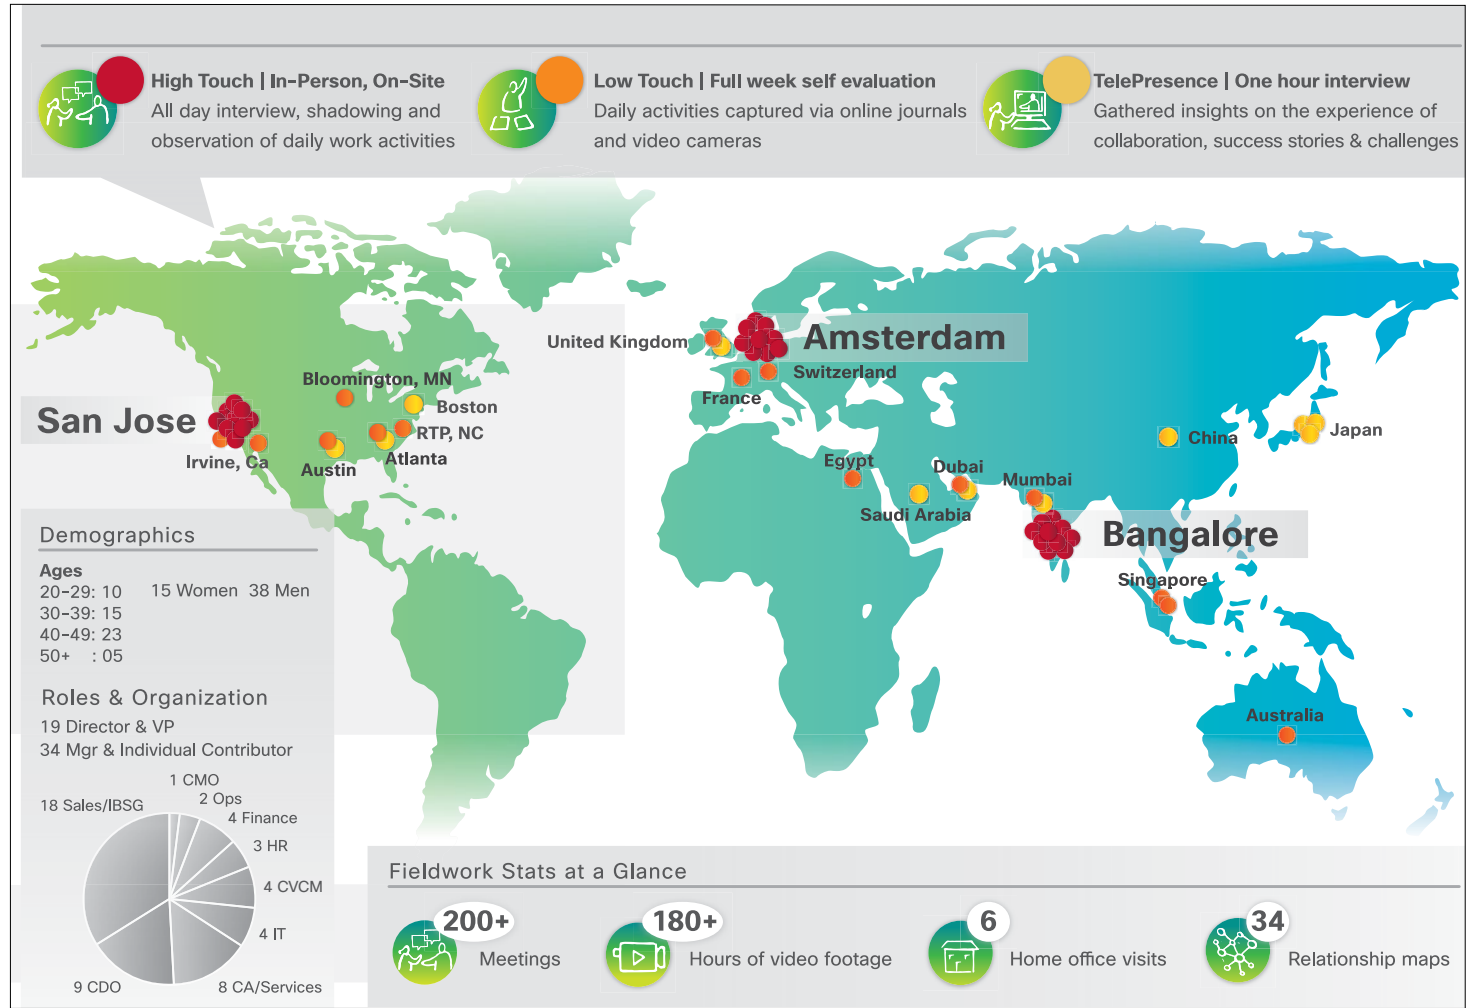 High Touch | In-Person, On-Site
All day interview, shadowing and
observation of daily work activities
Low Touch | Full week self evaluation
Daily activities captured via online journals
and video cameras
TelePresence | One hour interview
Gathered insights on the experience of
collaboration, success stories & challenges
United Kingdom
Amsterdam
Switzerland
France
Bloomington, MN
Boston
San Jose
RTP, NC
Irvine, Ca
Austin
Atlanta
China
Japan
Egypt
Dubai
Mumbai
Saudi Arabia
Bangalore
Singapore
Australia
Demographics
Ages
20-29: 10 15 Women 38 Men
30-39: 15
40-49: 23
50+ : 05
Roles & Organization
19 Director & VP
34 Mgr & Individual Contributor
1 CMO
18 Sales/IBSG
2 Ops
4 Finance
3 HR
4 CVCM
4 IT
9 CDO
8 CA/Services
Fieldwork Stats at a Glance
200+
Meetings
180+
Hours of video footage
6
Home office visits
34
Relationship maps